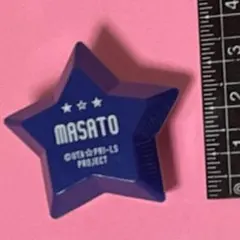 ★☆★
MASATO
©UTA☆PRI-LS
PROJECT